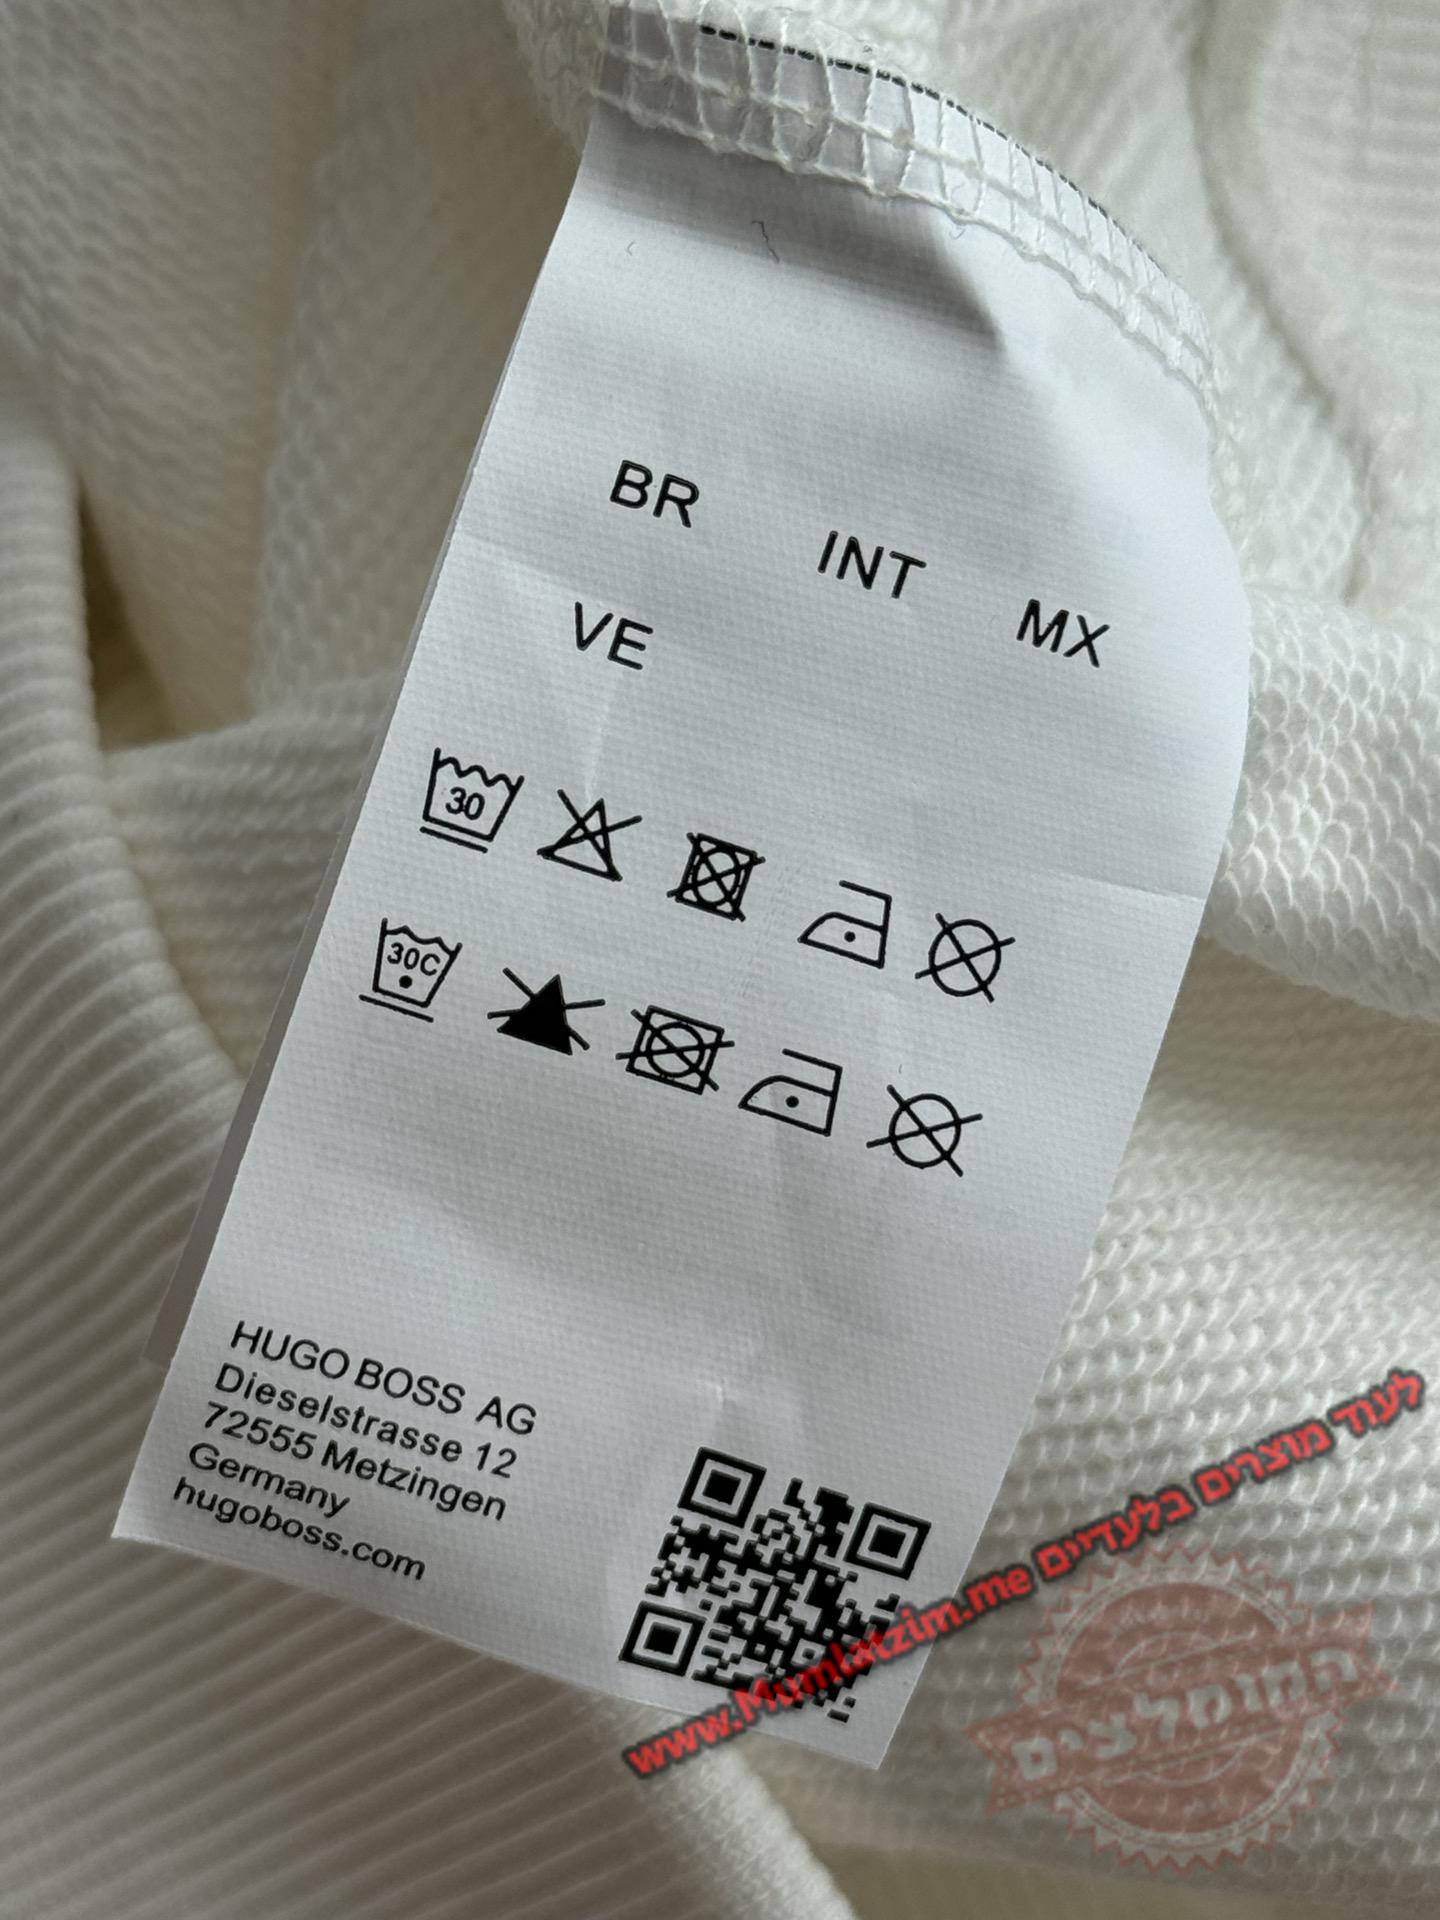 BR INT MX
VE
30
30C
HUGO BOSS AG
Dieselstrasse 12
72555 Metzingen
Germany
hugoboss.com
לעוד מוצרים בלעדיים www.Mumlatzim.me
המומלצים